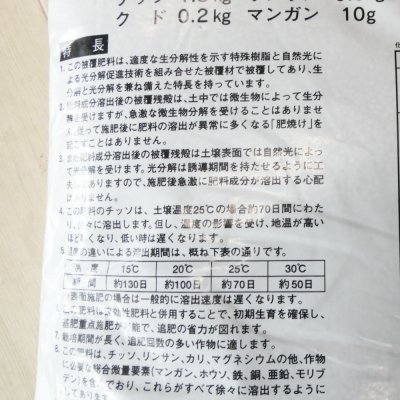 クド 0.2kg マンガン 10g
特長
1. この被覆肥料は、適度な生分解性を示す特殊樹脂と自然光に
よる光分解促進技術を組み合せた被覆材で被覆してあり、生
分解と光分解を兼ね備えた特長を持っています。
2. 肥料成分溶出後の被覆残殻は、土中では微生物によって生分
解を受けますが、急激な微生物分解を受けることはありませ
ん。従って施肥後に肥料の溶出が異常に多くなる「肥焼け」を
起こすことはありません。
3. また肥料成分溶出後の被覆残殻は土壌表面では自然光によ
って光分解を受けます。光分解は誘導期間を持たせるように工
夫してありますので、施肥後急激に肥料成分が溶出する心配
はありません。
4. この肥料のチッソは、土壌温度25℃の場合約70日間にわた
り、徐々に溶出します。但し、温度の影響を受け、地温が高い
ほど早くなり、低い時は遅くなります。
5. 温度の違いによる溶出期間は、概ね下表の通りです。
温度 15℃ 20℃ 25℃ 30℃
期間 約130日 約100日 約70日 約50日
表面施肥の場合は一般的に溶出速度は遅くなります。
6. この肥料は有効性肥料と併用することで、初期生育を確保し、
基肥重点施肥が可能で、追肥の省力が図れます。
7. 栽培期間が長く、追肥回数の多い作物に適します。
8. この肥料は、チッソ、リンサン、カリ、マグネシウムの他、作物
に必要な総合微量要素(マンガン、ホウソ、鉄、銅、亜鉛、モリブ
デン)を含んでおり、これらがすべて徐々に溶出するように